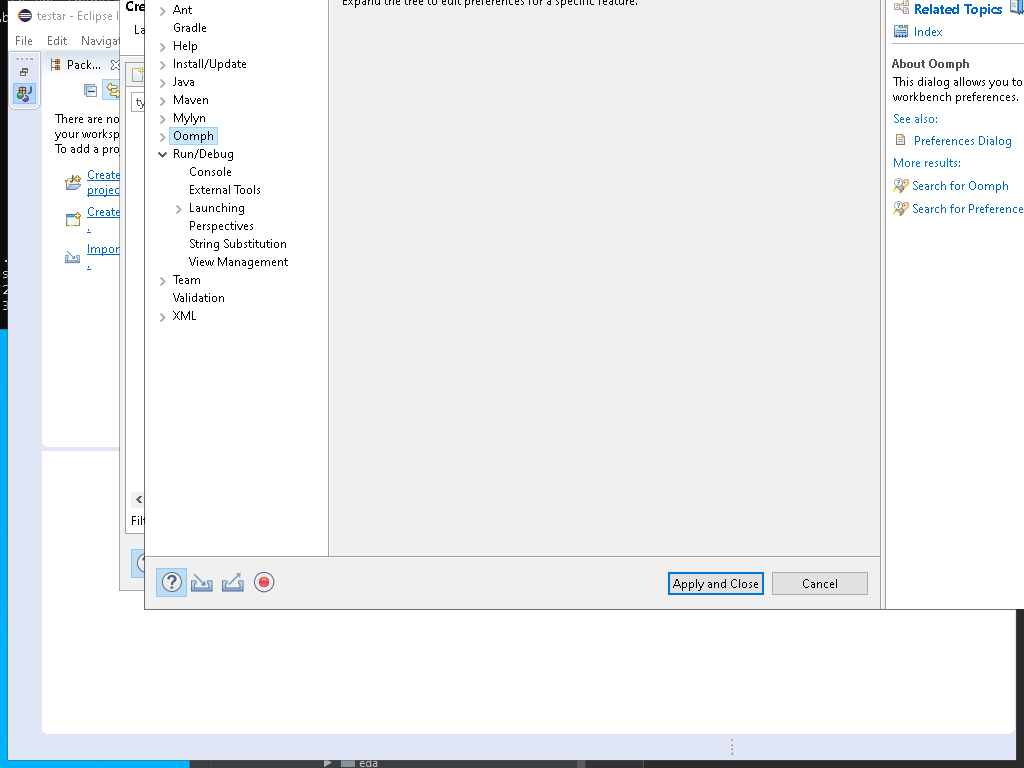 testar - Eclipse I
File
Edit
Naviga
Pack...
There are no
your worksp
To add a proj
Create
projec
Create
.
Impor
.
Cre
La
ty
Filt
Expand the tree to edit preferences for a specific feature.
Ant
Gradle
Help
Install/Update
Java
Maven
Mylyn
Oomph
Run/Debug
Console
External Tools
Launching
Perspectives
String Substitution
View Management
Team
Validation
XML
Apply and Close
Cancel
Related Topics
Index
About Oomph
This dialog allows you to
workbench preferences.
See also:
Preferences Dialog
More results:
Search for Oomph
Search for Preference
eda